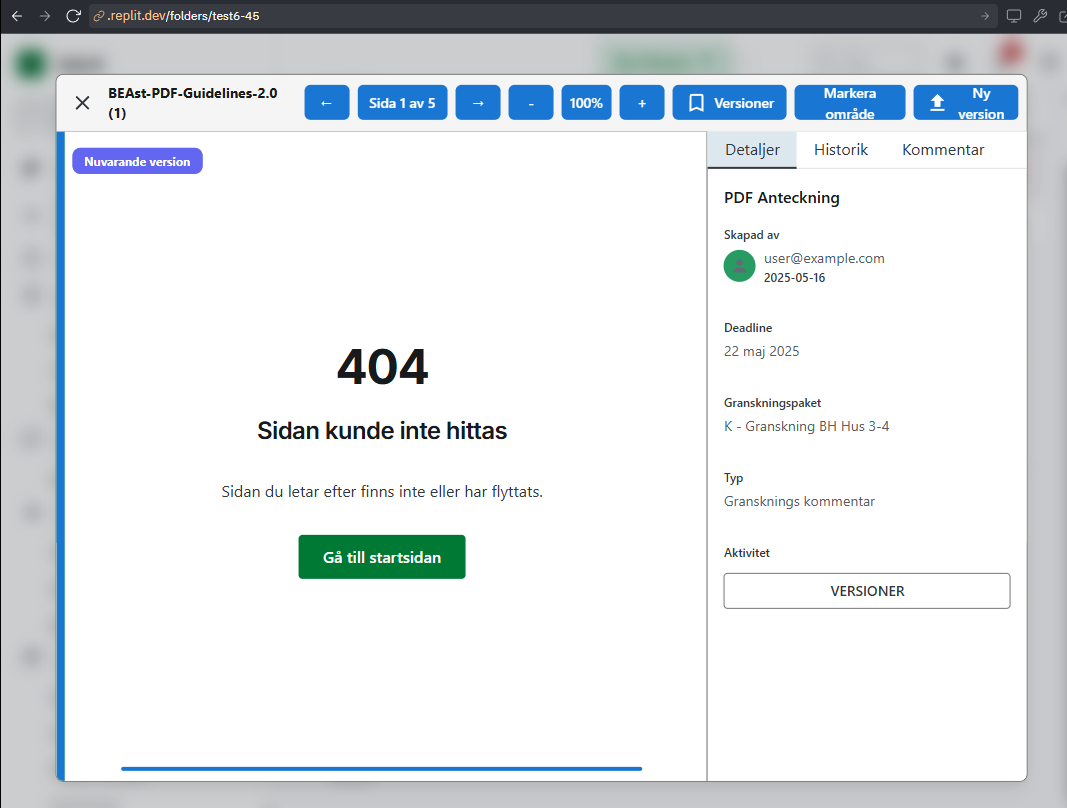 .replit.dev/folders/test6-45
BEAst-PDF-Guidelines-2.0
(1)
←
Sida 1 av 5
→
-
100%
+
Versioner
Markera
område
Ny
version
Nuvarande version
404
Sidan kunde inte hittas
Sidan du letar efter finns inte eller har flyttats.
Gå till startsidan
Detaljer
Historik
Kommentar
PDF Anteckning
Skapad av
user@example.com
2025-05-16
Deadline
22 maj 2025
Granskningspaket
K - Granskning BH Hus 3-4
Typ
Gransknings kommentar
Aktivitet
VERSIONER